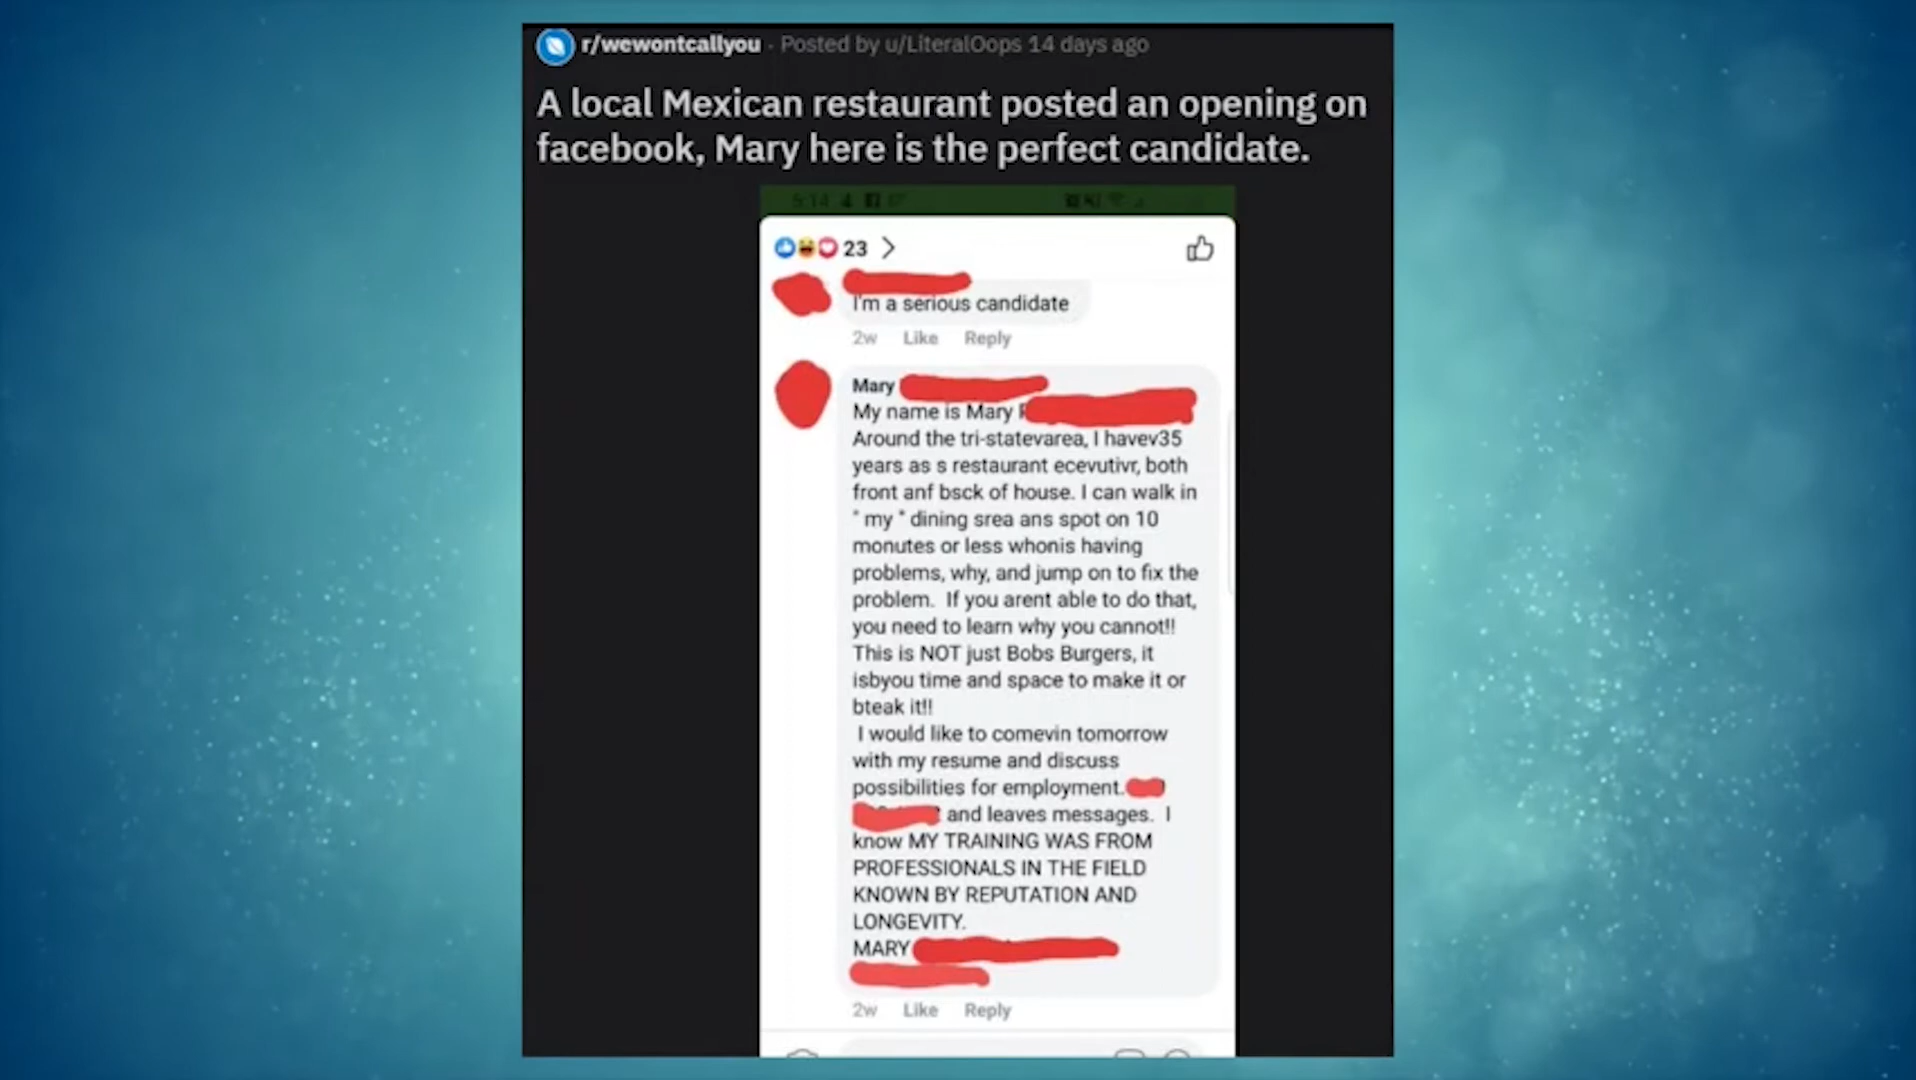 r/wewontcallyou · Posted by u/LiteralOops 14 days ago
A local Mexican restaurant posted an opening on
facebook, Mary here is the perfect candidate.
5:14
23
I'm a serious candidate
2w Like Reply
Mary
My name is Mary
Around the tri-statevarea, I havev35
years as s restaurant ecevutivr, both
front anf bsck of house. I can walk in
" my " dining srea ans spot on 10
monutes or less whonis having
problems, why, and jump on to fix the
problem. If you arent able to do that,
you need to learn why you cannot!!
This is NOT just Bobs Burgers, it
isbyou time and space to make it or
bteak it!!
I would like to comevin tomorrow
with my resume and discuss
possibilities for employment.
and leaves messages. I
know MY TRAINING WAS FROM
PROFESSIONALS IN THE FIELD
KNOWN BY REPUTATION AND
LONGEVITY.
MARY
2w Like Reply